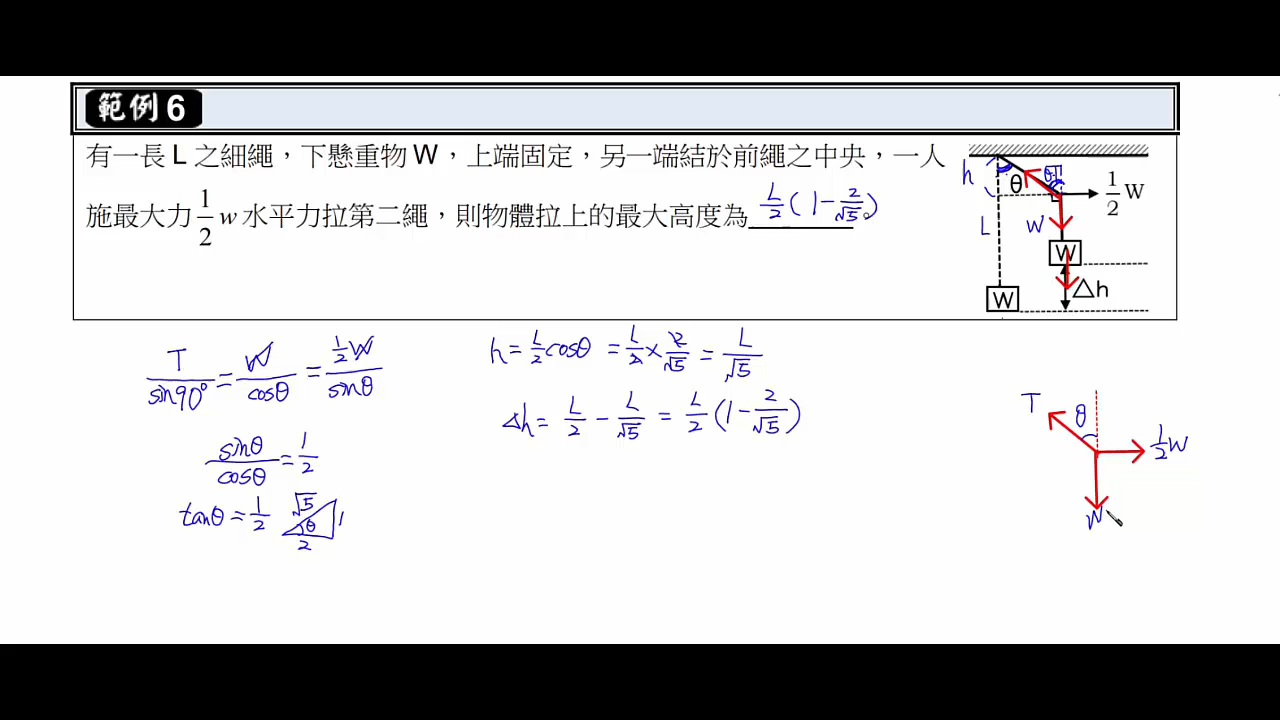 範例 6
有一長 L 之細繩，下懸重物 W，上端固定，另一端結於前繩之中央，一人
施最大力 1/2 w 水平力拉第二繩，則物體拉上的最大高度為 L/2 (1 - 2/√5)。
h θ θ T 1/2 W
L W
W
W △h
T/sin90° = W/cosθ = 1/2 W/sinθ
sinθ/cosθ = 1/2
tanθ = 1/2 √5 θ 1 2
h = L/2 cosθ = L/2 × 2/√5 = L/√5
Δh = L/2 - L/√5 = L/2 (1 - 2/√5)
T θ 1/2 W
W